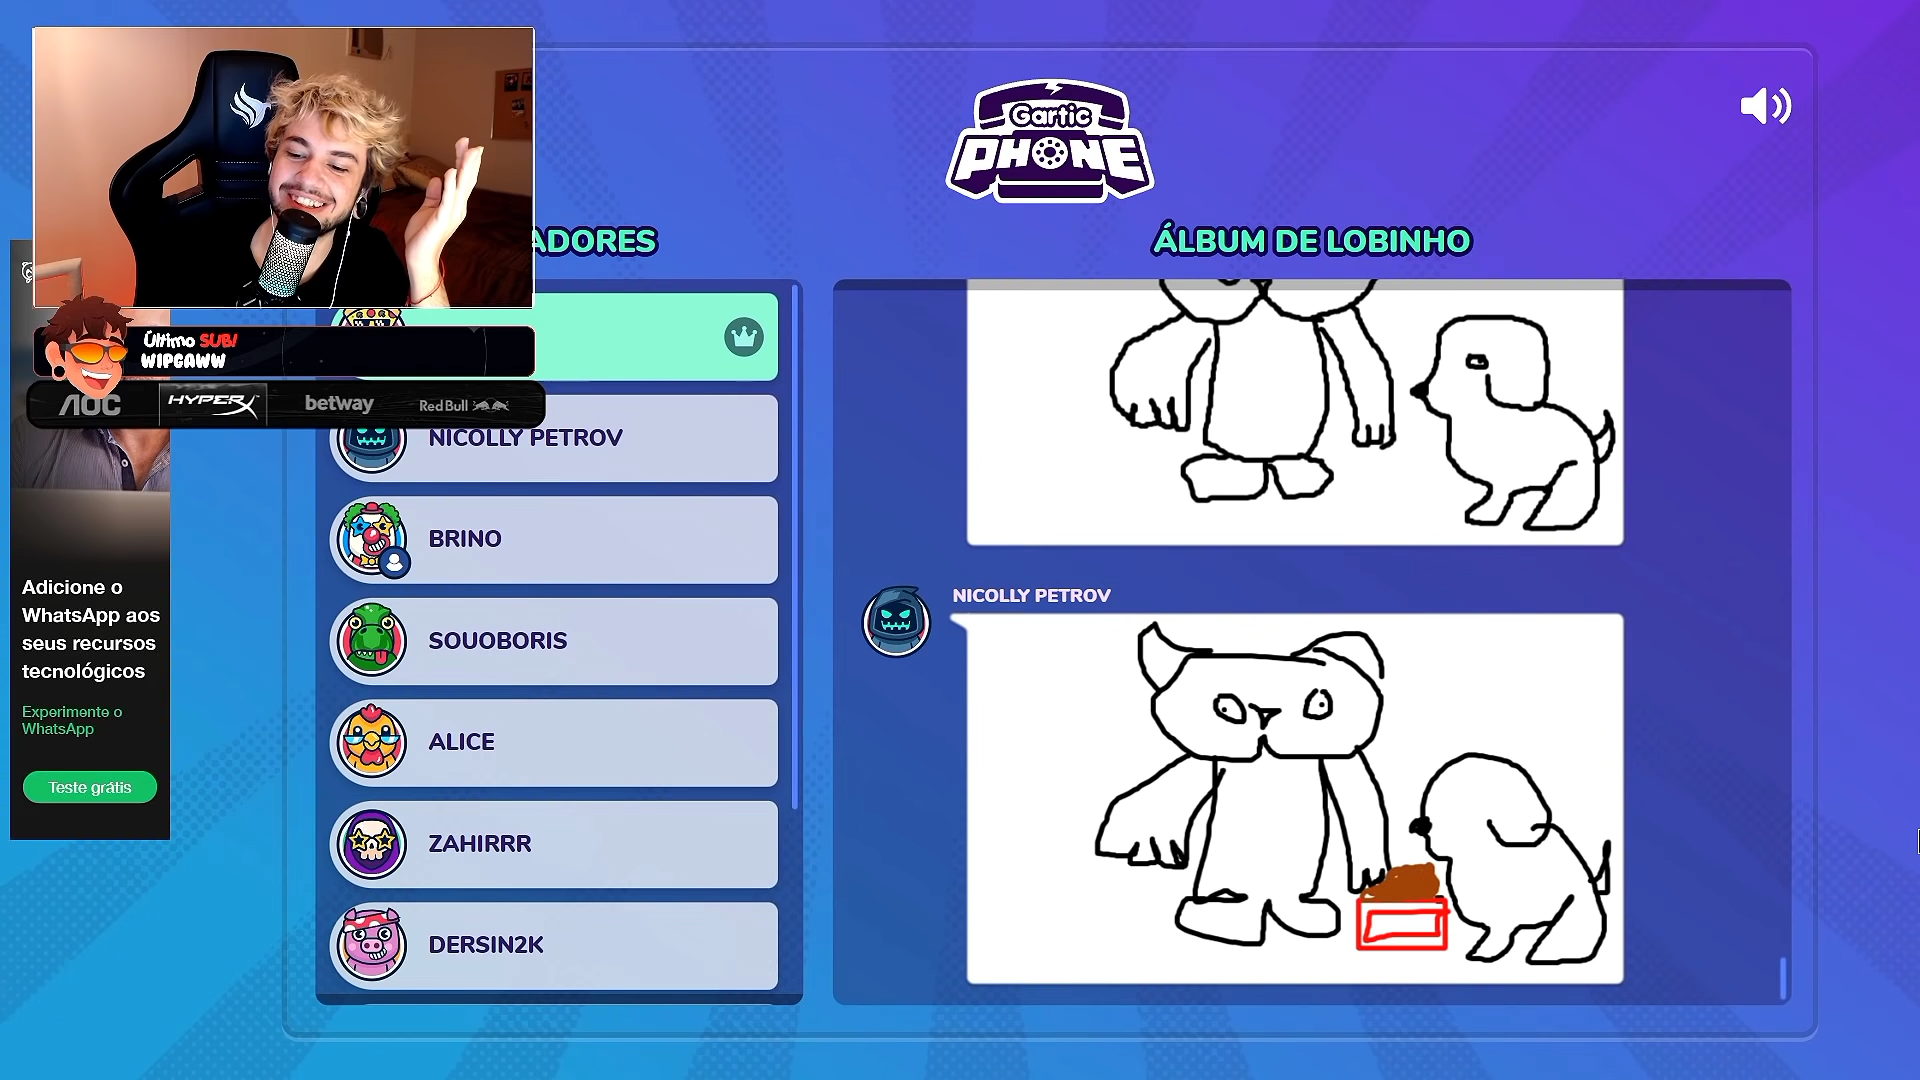 Gartic
PHONE
ADORES
ÁLBUM DE LOBINHO
Último SUB!
WIPGAWW
AOC
HYPERX
betway
Red Bull
NICOLLY PETROV
BRINO
SOUOBORIS
ALICE
ZAHIRRR
DERSIN2K
NICOLLY PETROV
Adicione o
WhatsApp aos
seus recursos
tecnológicos
Experimente o
WhatsApp
Teste grátis